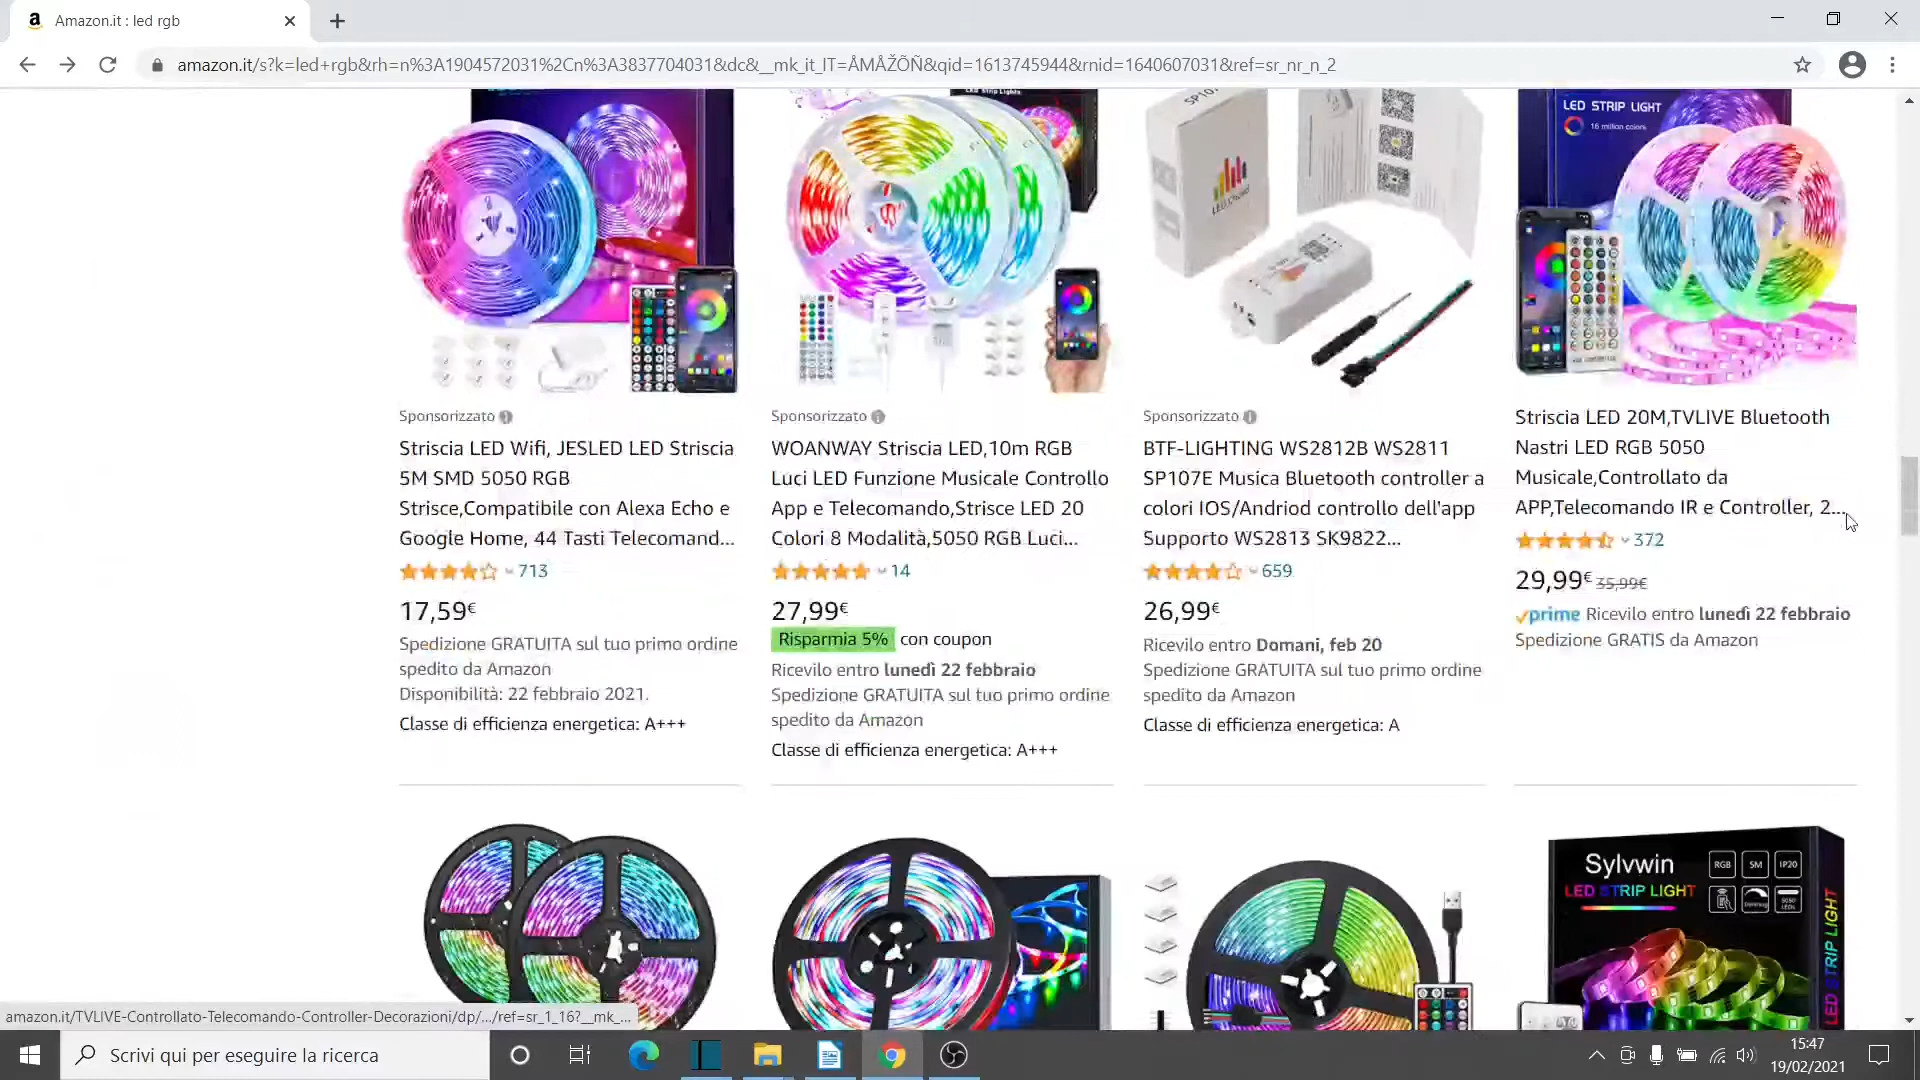 Amazon.it : led rgb
amazon.it/s?k=led+rgb&rh=n%3A1904572031%2Cn%3A3837704031&dc&__mk_it_IT=ÅMÅŽÕÑ&qid=1613745944&rnid=1640607031&ref=sr_nr_n_2
LED Strip Lights
SP107
LED CHORD
LED STRIP LIGHT
16 million colors
Sponsorizzato
Striscia LED Wifi, JESLED LED Striscia
5M SMD 5050 RGB
Strisce,Compatibile con Alexa Echo e
Google Home, 44 Tasti Telecomand...
713
17,59€
Spedizione GRATUITA sul tuo primo ordine
spedito da Amazon
Disponibilità: 22 febbraio 2021.
Classe di efficienza energetica: A+++
Sponsorizzato
WOANWAY Striscia LED,10m RGB
Luci LED Funzione Musicale Controllo
App e Telecomando,Strisce LED 20
Colori 8 Modalità,5050 RGB Luci...
14
27,99€
Risparmia 5% con coupon
Ricevilo entro lunedì 22 febbraio
Spedizione GRATUITA sul tuo primo ordine
spedito da Amazon
Classe di efficienza energetica: A+++
Sponsorizzato
BTF-LIGHTING WS2812B WS2811
SP107E Musica Bluetooth controller a
colori IOS/Andriod controllo dell'app
Supporto WS2813 SK9822...
659
26,99€
Ricevilo entro Domani, feb 20
Spedizione GRATUITA sul tuo primo ordine
spedito da Amazon
Classe di efficienza energetica: A
Striscia LED 20M,TVLIVE Bluetooth
Nastri LED RGB 5050
Musicale,Controllato da
APP,Telecomando IR e Controller, 2...
372
29,99€ 35,99€
prime Ricevilo entro lunedì 22 febbraio
Spedizione GRATIS da Amazon
Sylvwin
LED STRIP LIGHT
RGB 5M IP20
LED STRIP LIGHT
amazon.it/TVLIVE-Controllato-Telecomando-Controller-Decorazioni/dp/.../ref=sr_1_16?__mk_...
Scrivi qui per eseguire la ricerca
15:47
19/02/2021